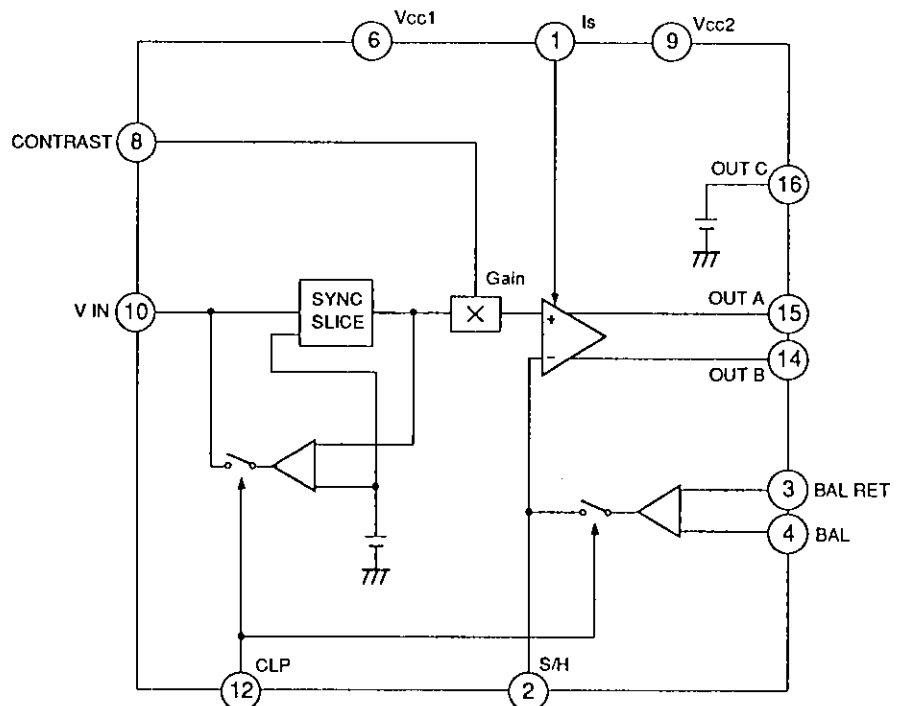 Vcc1
6
1
Is
9
Vcc2
CONTRAST
8
OUT C
16
Gain
V IN
10
SYNC
SLICE
×
+
−
OUT A
15
14
OUT B
3
BAL RET
4
BAL
CLP
12
S/H
2